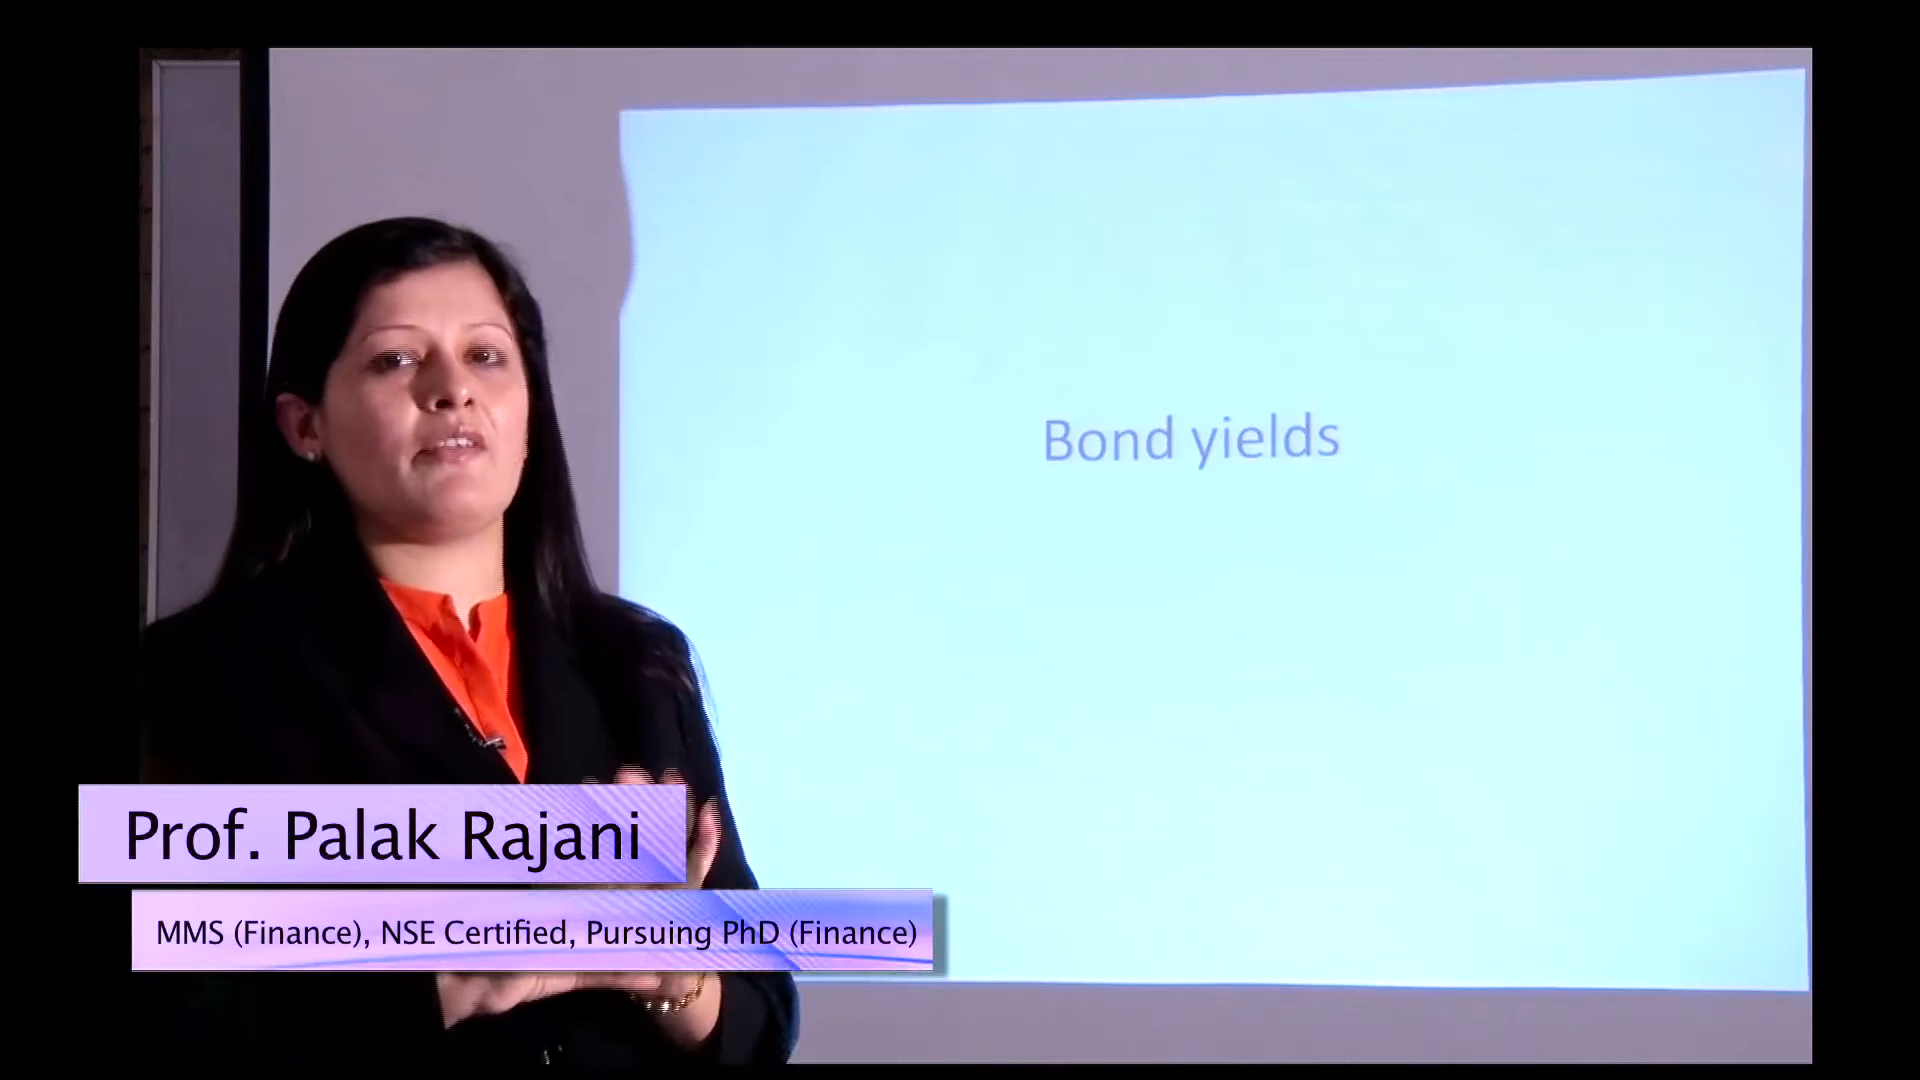 Bond yields
Prof. Palak Rajani
MMS (Finance), NSE Certified, Pursuing PhD (Finance)